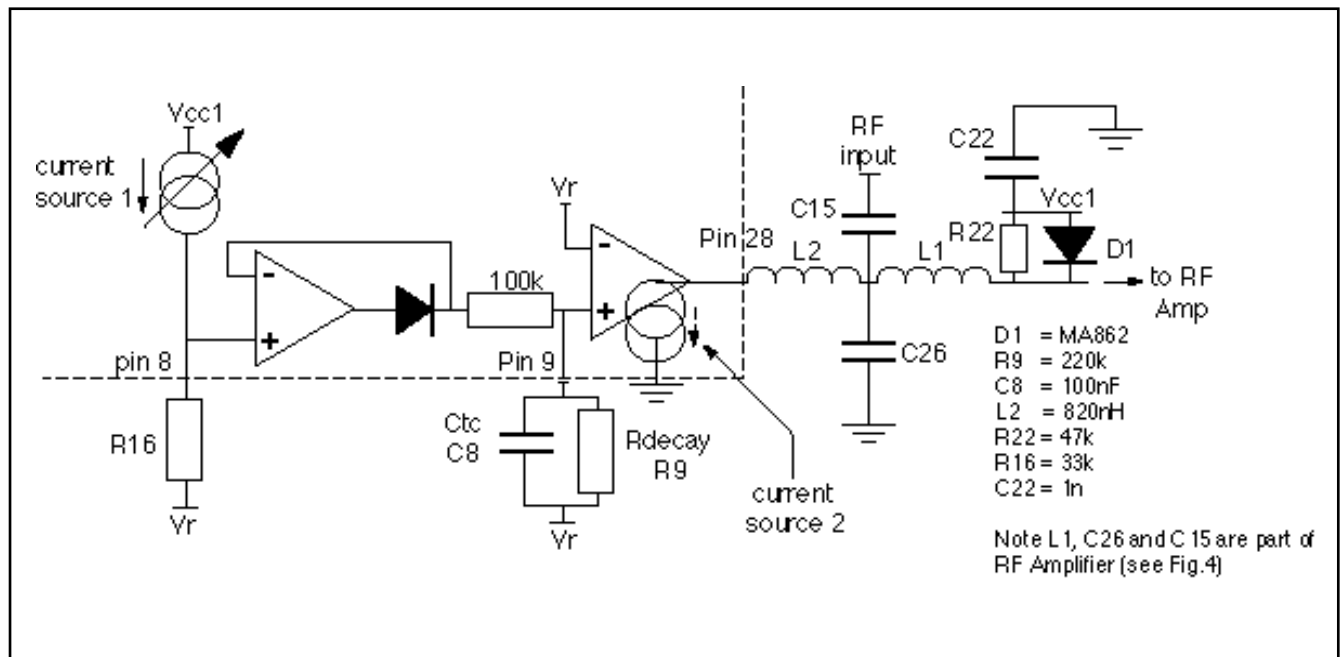 Vcc1
current
source 1
pin 8
R16
Vr
-
+
100k
Pin 9
Ctc
C8
Rdecay
R9
Vr
Vr
-
+
current
source 2
Pin 28
L2
RF
input
C15
C26
L1
C22
Vcc1
R22
D1
to RF
Amp
D1 = MA862
R9 = 220k
C8 = 100nF
L2 = 820nH
R22 = 47k
R16 = 33k
C22 = 1n
Note L1, C26 and C15 are part of
RF Amplifier (see Fig.4)